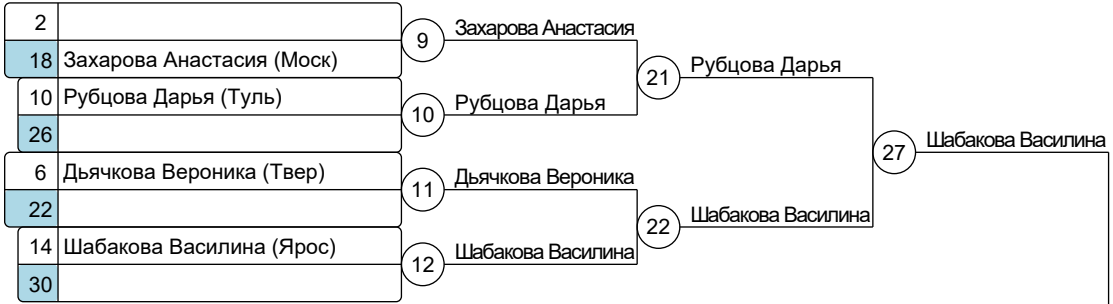 2
9
Захарова Анастасия
18 Захарова Анастасия (Моск)
21
Рубцова Дарья
10 Рубцова Дарья (Туль)
10
Рубцова Дарья
26
27
Шабакова Василина
6 Дьячкова Вероника (Твер)
11
Дьячкова Вероника
22
22
Шабакова Василина
14 Шабакова Василина (Ярос)
12
Шабакова Василина
30